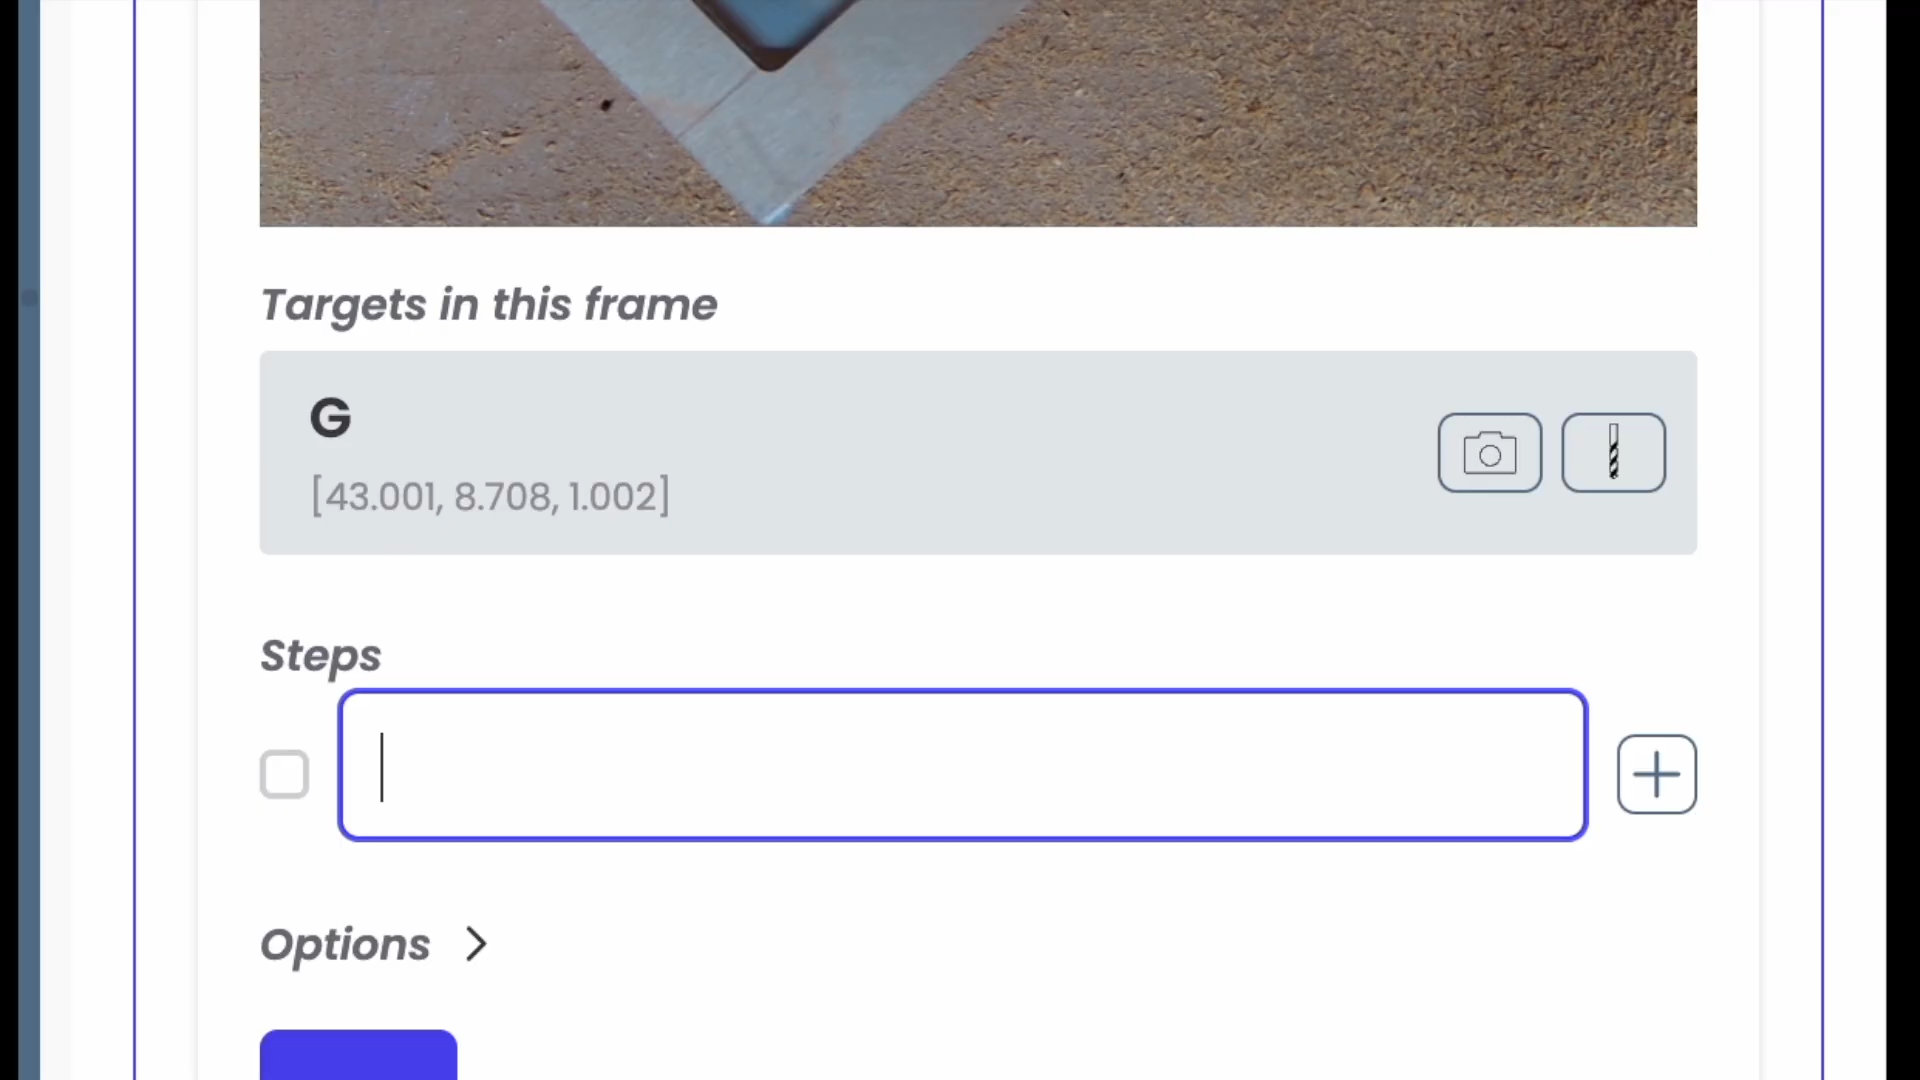 Targets in this frame
G
[43.001, 8.708, 1.002]
Steps
Options